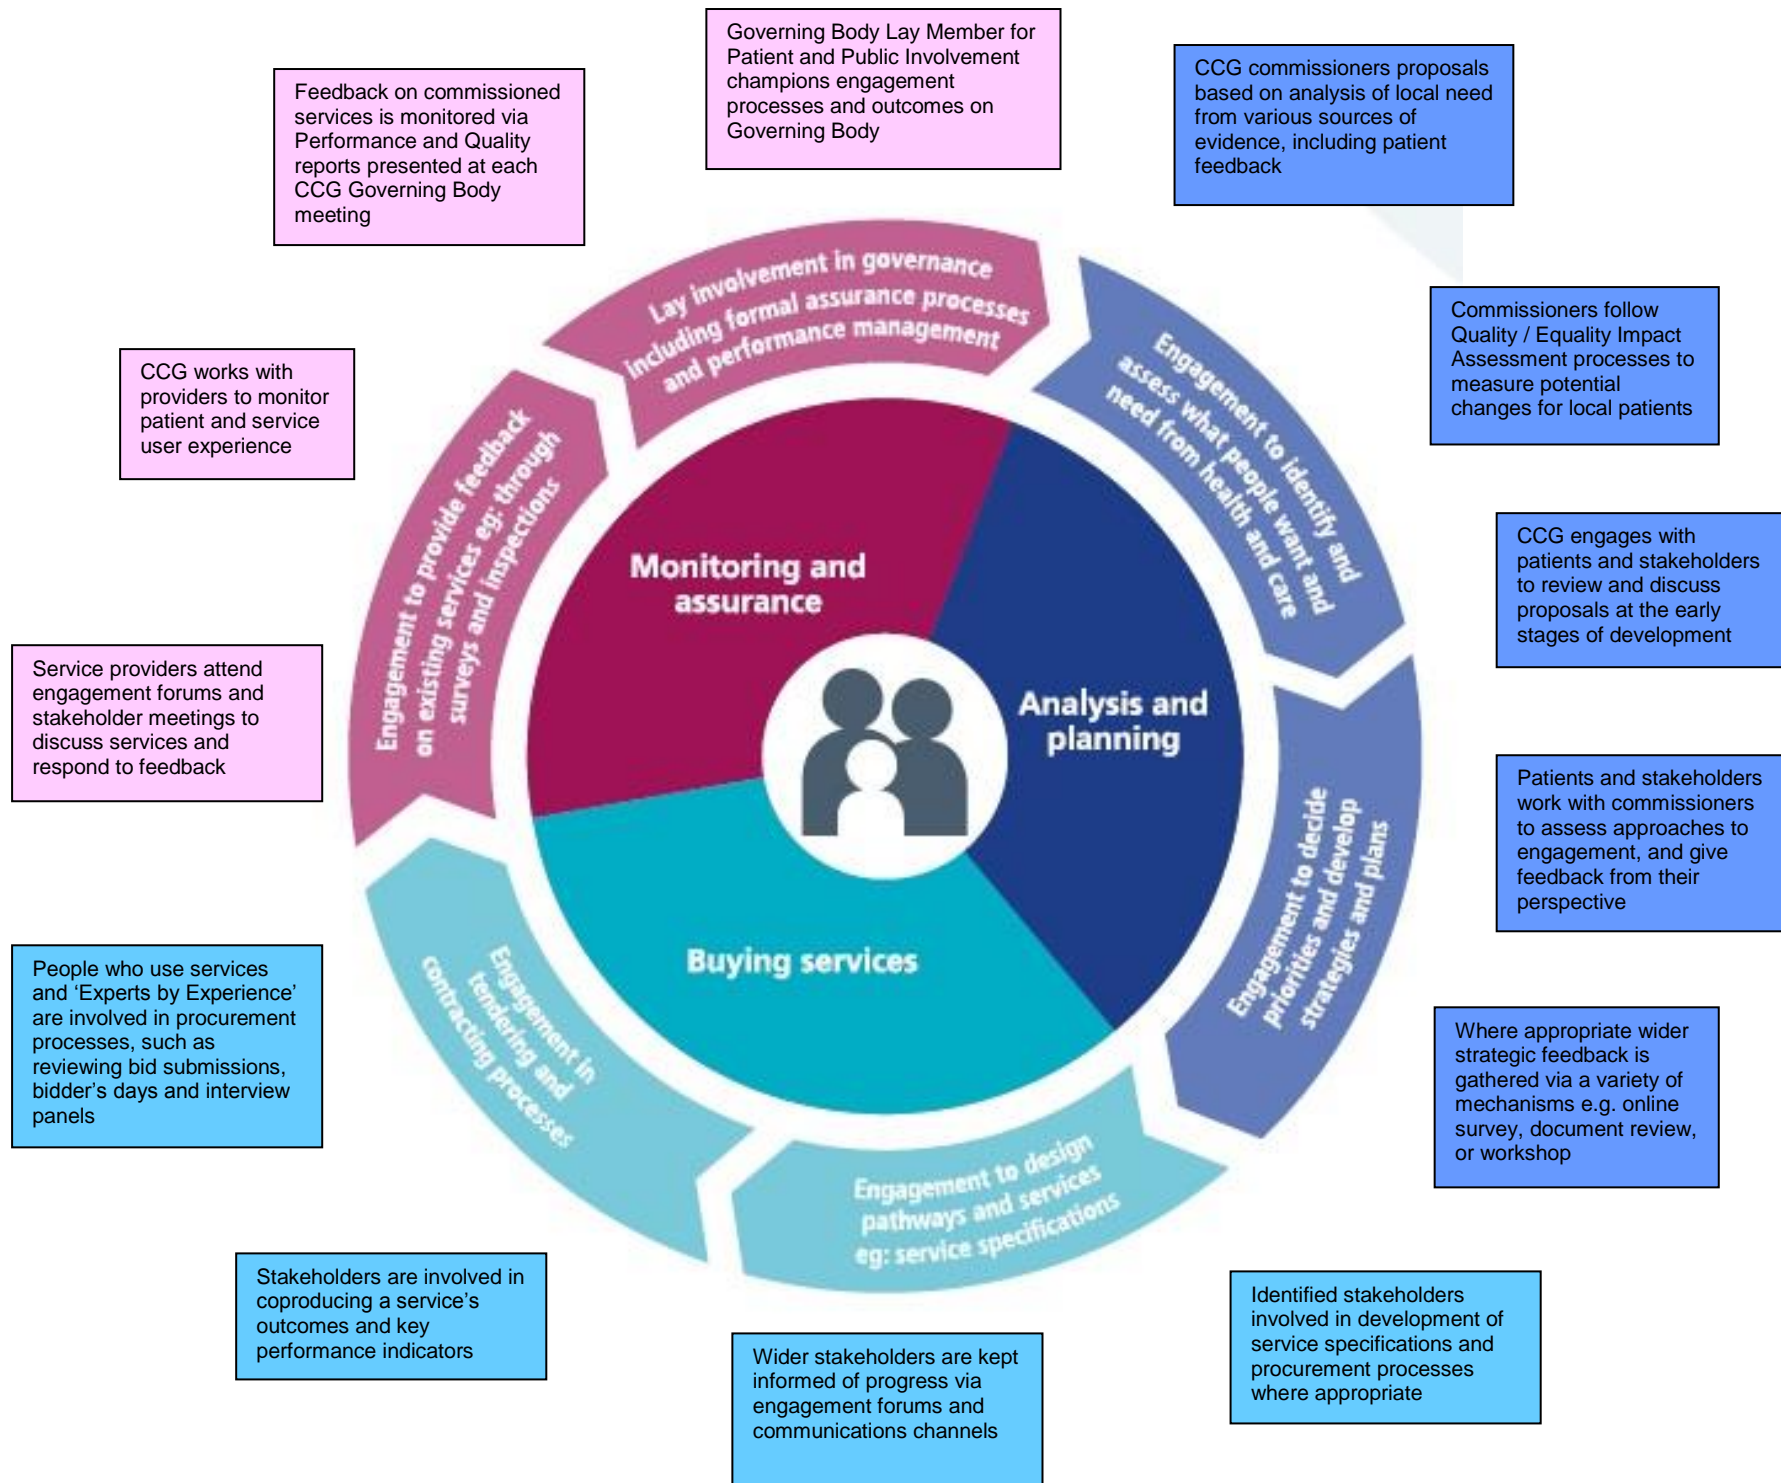 Governing Body Lay Member for
Patient and Public Involvement
champions engagement
processes and outcomes on
Governing Body
CCG commissioners proposals
based on analysis of local need
from various sources of
evidence, including patient
feedback
Feedback on commissioned
services is monitored via
Performance and Quality
reports presented at each
CCG Governing Body
meeting
Commissioners follow
Quality / Equality Impact
Assessment processes to
measure potential
changes for local patients
CCG works with
providers to monitor
patient and service
user experience
CCG engages with
patients and stakeholders
to review and discuss
proposals at the early
stages of development
Service providers attend
engagement forums and
stakeholder meetings to
discuss services and
respond to feedback
Patients and stakeholders
work with commissioners
to assess approaches to
engagement, and give
feedback from their
perspective
People who use services
and ‘Experts by Experience’
are involved in procurement
processes, such as
reviewing bid submissions,
bidder’s days and interview
panels
Where appropriate wider
strategic feedback is
gathered via a variety of
mechanisms e.g. online
survey, document review,
or workshop
Stakeholders are involved in
coproducing a service’s
outcomes and key
performance indicators
Wider stakeholders are kept
informed of progress via
engagement forums and
communications channels
Identified stakeholders
involved in development of
service specifications and
procurement processes
where appropriate
Lay involvement in governance
including formal assurance processes
and performance management
Engagement to identify and
assess what people want and
need from health and care
Engagement to decide
priorities and develop
strategies and plans
Engagement to design
pathways and services
eg: service specifications
Engagement in
tendering and
contracting processes
Engagement to provide feedback
on existing services eg: through
surveys and inspections
Monitoring and
assurance
Analysis and
planning
Buying services